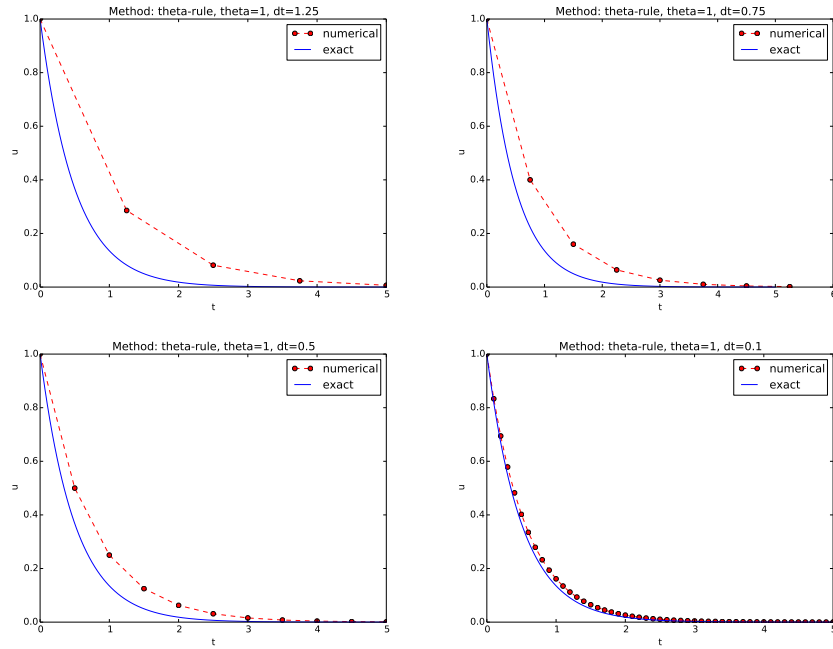 Method: theta-rule, theta=1, dt=1.25
numerical
exact
1.0
0.8
0.6
0.4
0.2
0.0
u
0 1 2 3 4 5
t
Method: theta-rule, theta=1, dt=0.75
numerical
exact
1.0
0.8
0.6
0.4
0.2
0.0
u
0 1 2 3 4 5 6
t
Method: theta-rule, theta=1, dt=0.5
numerical
exact
1.0
0.8
0.6
0.4
0.2
0.0
u
0 1 2 3 4 5
t
Method: theta-rule, theta=1, dt=0.1
numerical
exact
1.0
0.8
0.6
0.4
0.2
0.0
u
0 1 2 3 4 5
t